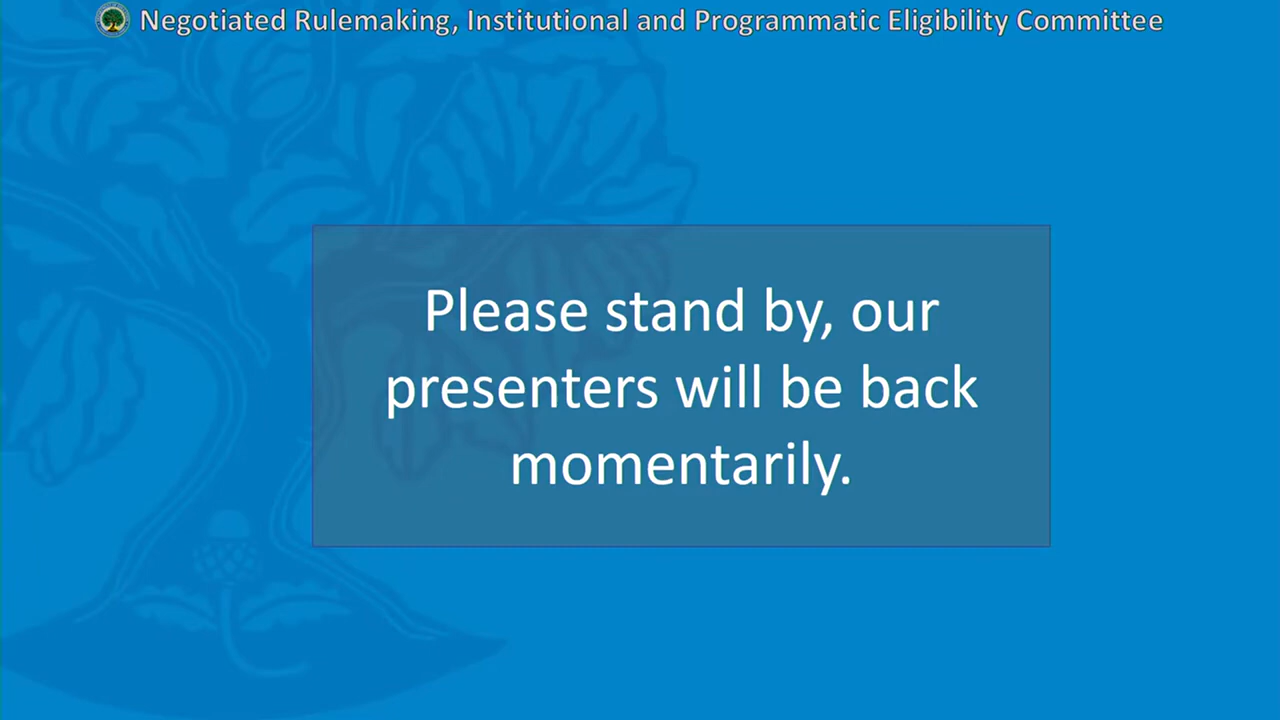 Negotiated Rulemaking, Institutional and Programmatic Eligibility Committee
Please stand by, our
presenters will be back
momentarily.